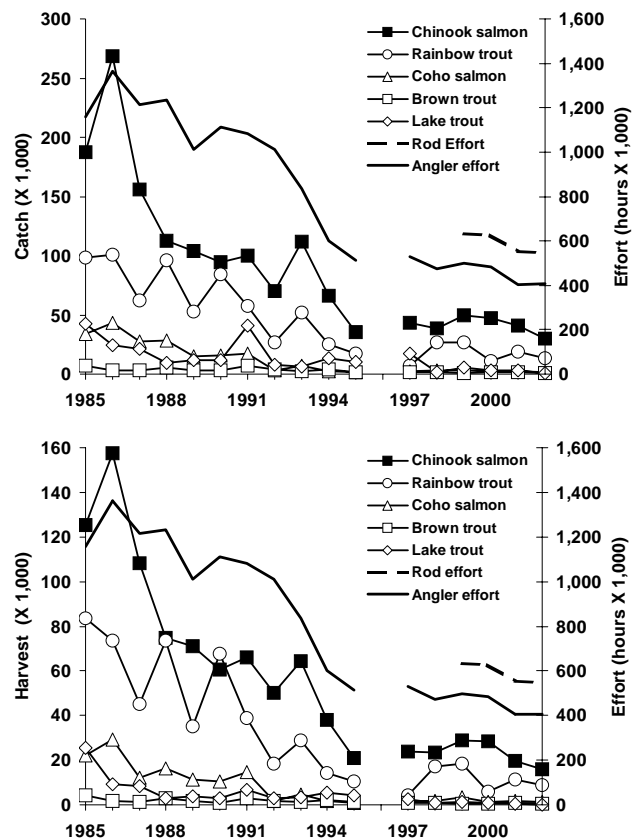 300
250
200
150
100
50
0
Catch (X 1,000)
Chinook salmon
Rainbow trout
Coho salmon
Brown trout
Lake trout
Rod Effort
Angler effort
1,600
1,400
1,200
1,000
800
600
400
200
0
Effort (hours X 1,000)
1985 1988 1991 1994 1997 2000
160
140
120
100
80
60
40
20
0
Harvest (X 1,000)
Chinook salmon
Rainbow trout
Coho salmon
Brown trout
Lake trout
Rod effort
Angler effort
1,600
1,400
1,200
1,000
800
600
400
200
0
Effort (hours X 1,000)
1985 1988 1991 1994 1997 2000